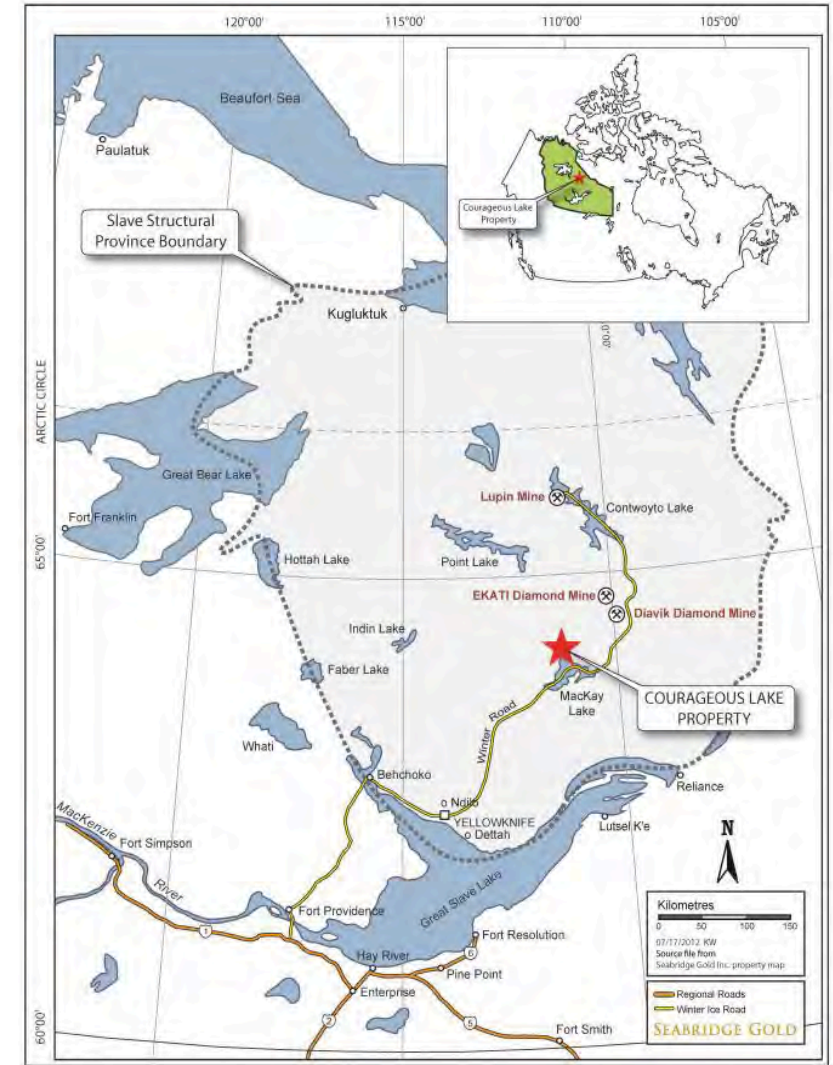 120°00'
115°00'
110°00'
105°00'
Beaufort Sea
Paulatuk
Courageous Lake
Property
Slave Structural
Province Boundary
Kugluktuk
ARCTIC CIRCLE
Great Bear Lake
Fort Franklin
65°00'
Lupin Mine
Contwoyto Lake
Hottah Lake
Point Lake
EKATI Diamond Mine
Diavik Diamond Mine
Indin Lake
Faber Lake
MacKay
Lake
COURAGEOUS LAKE
PROPERTY
Whati
Winter Road
Behchoko
Reliance
Ndilo
YELLOWKNIFE
Dettah
Lutsel K'e
N
MacKenzie
River
Fort Simpson
Great Slave Lake
Fort Providence
1
Fort Resolution
Hay River
6
Pine Point
Enterprise
2
5
Fort Smith
60°00'
Kilometres
0 50 100 150
07/17/2012 KW
Source file from
Seabridge Gold Inc. property map
Regional Roads
Winter Ice Road
SEABRIDGE GOLD